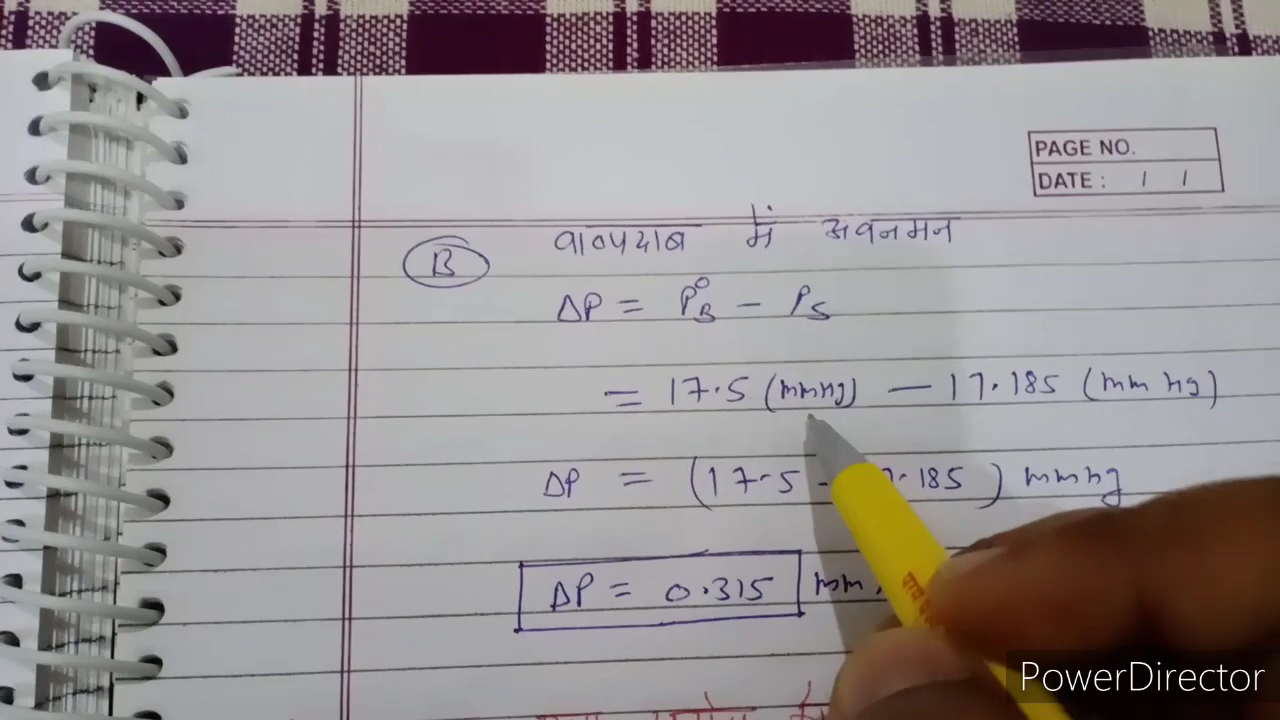 PAGE NO.
DATE : / /
B वाष्पदाब में अवनमन
ΔP = P°B - PS
= 17.5 (mmHg) — 17.185 (mm Hg)
ΔP = (17.5 - .185) mmHg
ΔP = 0.315 mm
PowerDirector